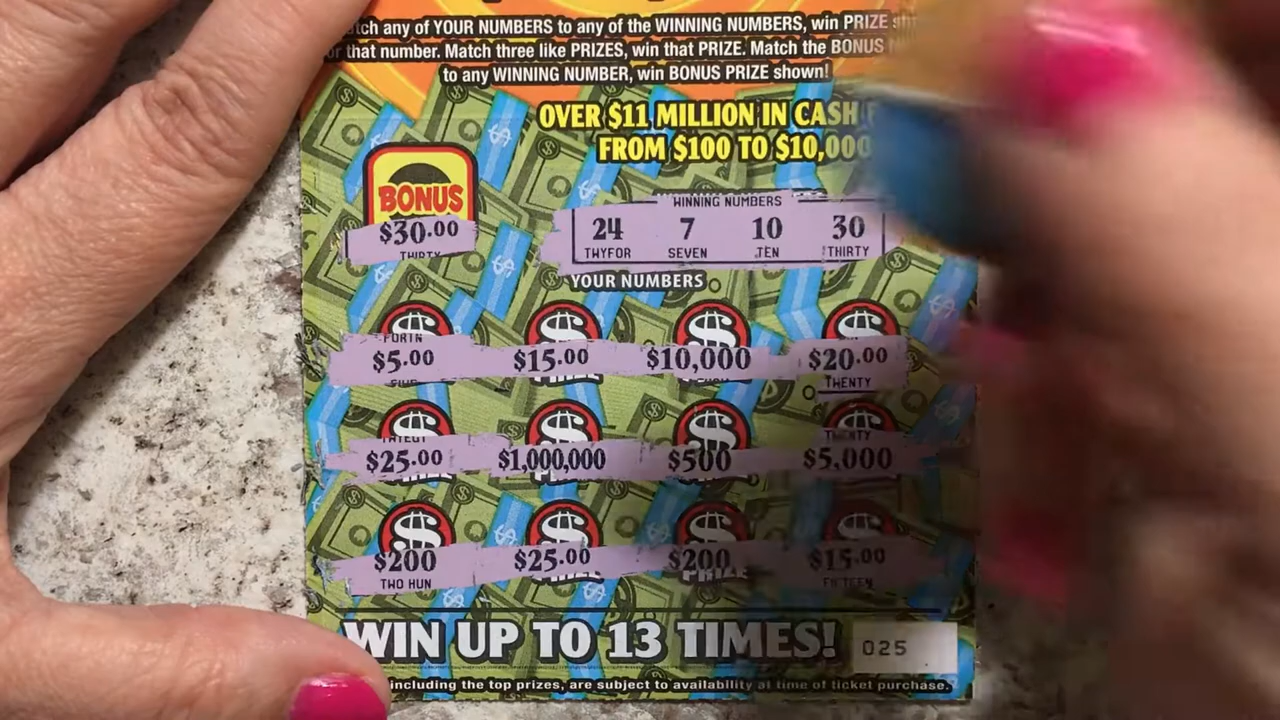 any of YOUR NUMBERS to any of the WINNING NUMBERS, win PRIZE
that number. Match three like PRIZES, win that PRIZE. Match the BONUS
to any WINNING NUMBER, win BONUS PRIZE shown!
OVER $11 MILLION IN CASH
FROM $100 TO $10,000
BONUS
$30.00
THIRTY
WINNING NUMBERS
24 7 10 30
TWYFOR SEVEN TEN THIRTY
YOUR NUMBERS
$5.00 $15.00 $10,000 $20.00
TWENTY
$25.00 $1,000,000 $500 $5,000
$200 $25.00 $200 $15.00
TWO HUN FIFTEEN
WIN UP TO 13 TIMES! 025
including the top prizes, are subject to availability at time of ticket purchase.